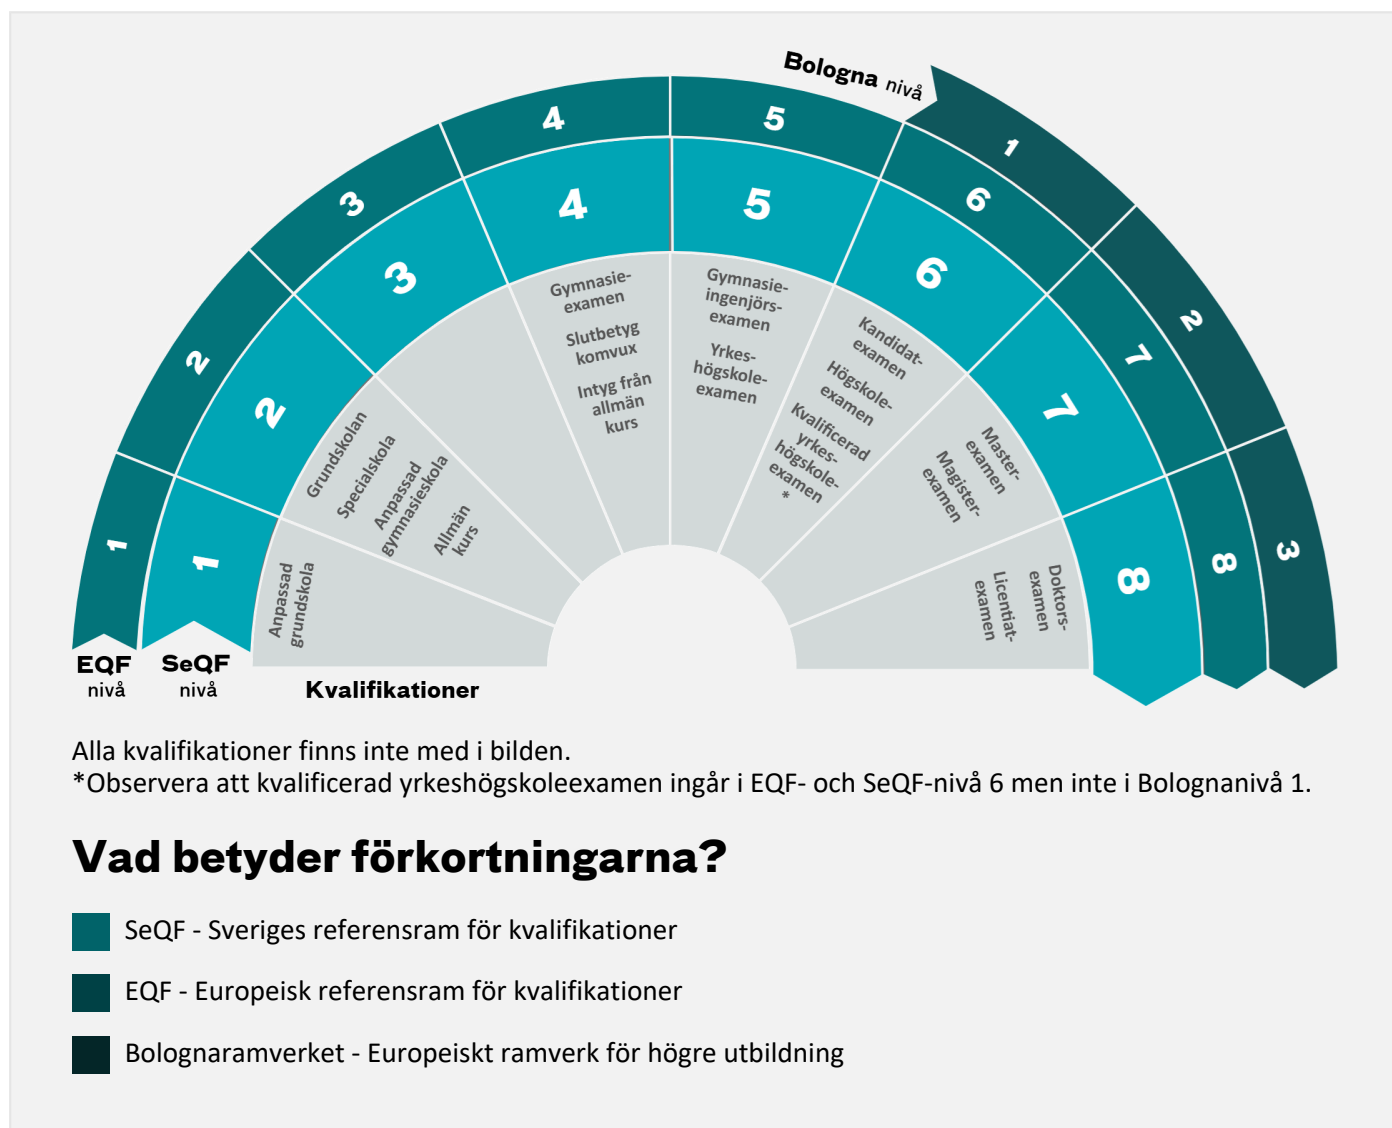 Bologna nivå
1
2
3
1
2
3
4
5
6
7
8
1
2
3
4
5
6
7
8
Anpassad
grundskola
Grundskolan
Specialskola
Anpassad
gymnasieskola
Allmän
kurs
Gymnasie-
examen
Slutbetyg
komvux
Intyg från
allmän
kurs
Gymnasie-
ingenjörs-
examen
Yrkes-
högskole-
examen
Kandidat-
examen
Högskole-
examen
Kvalificerad
yrkes-
högskole-
examen
*
Master-
examen
Magister-
examen
Doktors-
examen
Licentiat-
examen
EQF
nivå
SeQF
nivå
Kvalifikationer
Alla kvalifikationer finns inte med i bilden.
*Observera att kvalificerad yrkeshögskoleexamen ingår i EQF- och SeQF-nivå 6 men inte i Bolognanivå 1.
Vad betyder förkortningarna?
SeQF - Sveriges referensram för kvalifikationer
EQF - Europeisk referensram för kvalifikationer
Bolognaramverket - Europeiskt ramverk för högre utbildning